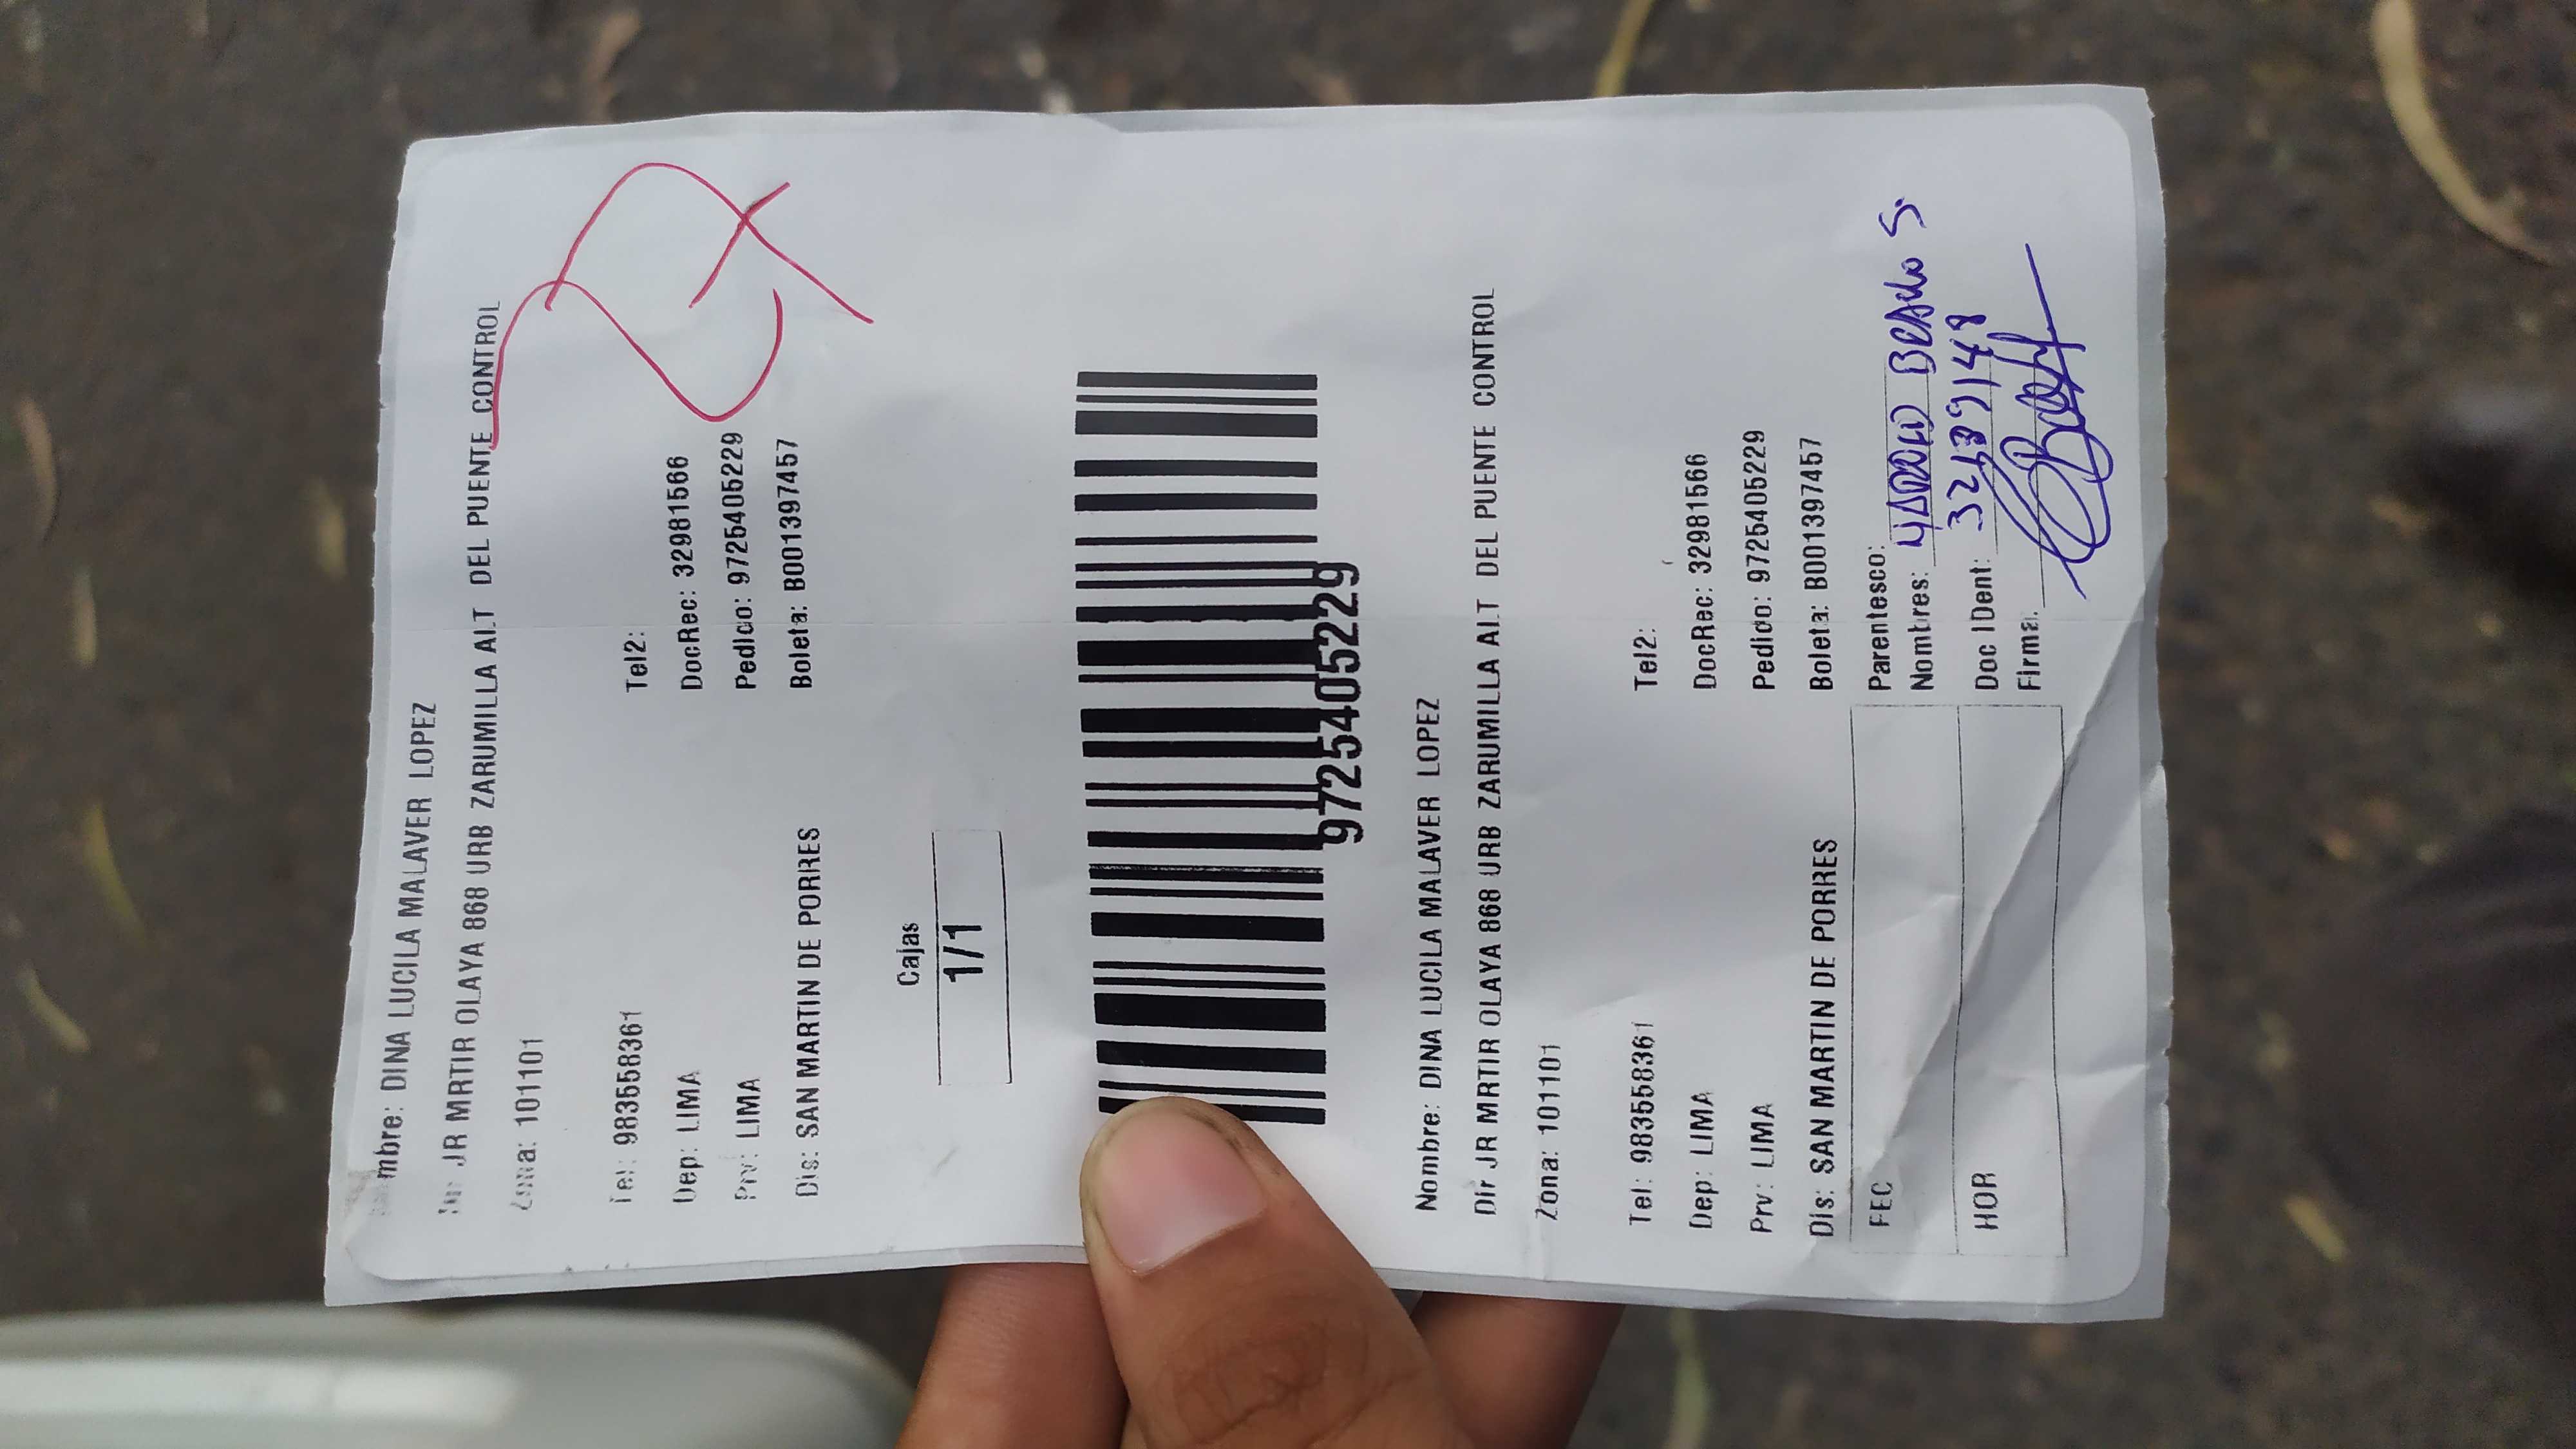 mbre: DINA LUCILA MALAVER LOPEZ
JR MRTIR OLAYA 868 URB ZARUMILLA ALT DEL PUENTE CONTROL
Zona: 101101
Tel: 983558361 Tel2:
Dep: LIMA DocRec: 32981566
Prv: LIMA Pedido: 9725405229
Dis: SAN MARTIN DE PORRES Boleta: B001397457
Cajas
1/1
9725405229
Nombre: DINA LUCILA MALAVER LOPEZ
Dir JR MRTIR OLAYA 868 URB ZARUMILLA ALT DEL PUENTE CONTROL
Zona: 101101
Tel: 983558361 Tel2:
Dep: LIMA DocRec: 32981566
Prv: LIMA Pedido: 9725405229
Dis: SAN MARTIN DE PORRES Boleta: B001397457
FEC Parentesco:
Nombres: S.
HOR Doc IDent: 32139148
Firma: